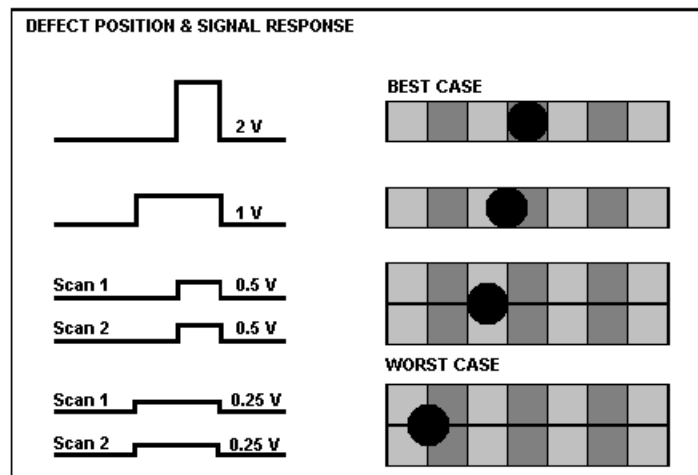 DEFECT POSITION & SIGNAL RESPONSE
BEST CASE
2 V
1 V
Scan 1 0.5 V
Scan 2 0.5 V
WORST CASE
Scan 1 0.25 V
Scan 2 0.25 V